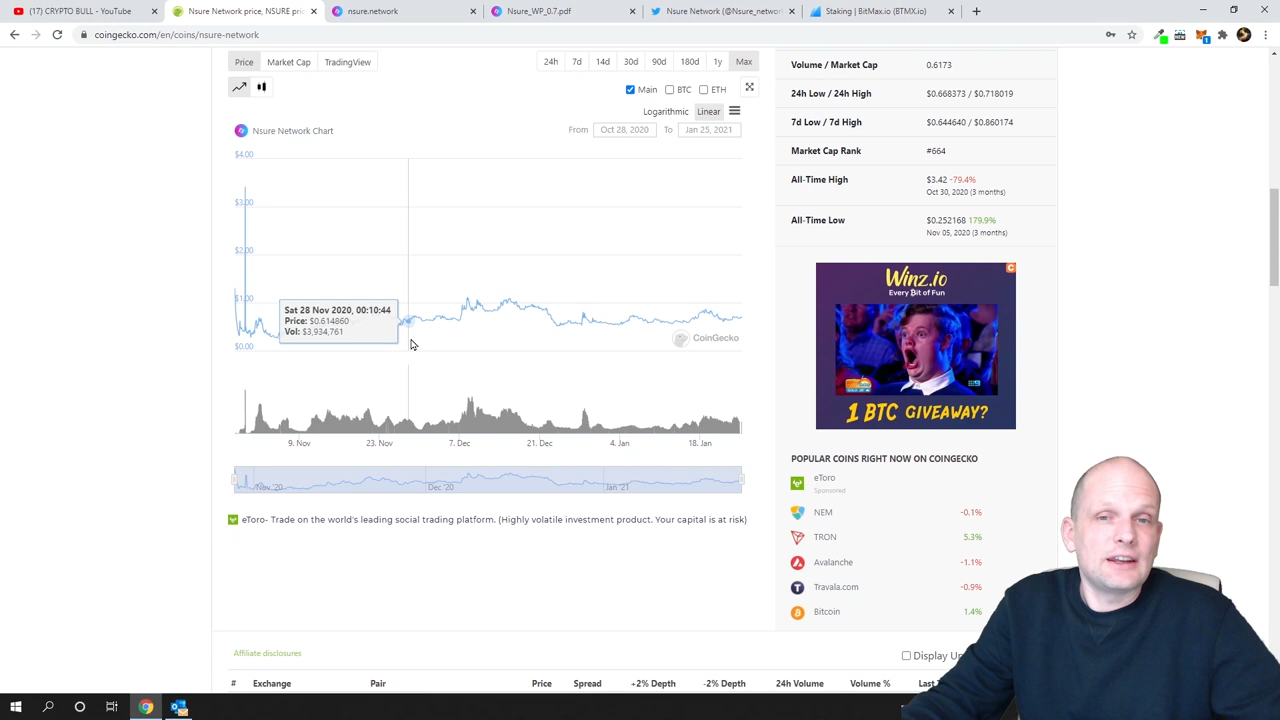 (17) CRYPTO BULL - YouTube
Nsure Network price, NSURE pric
nsure.network
Nsure_WP_0.7.pdf
Nsure Network (@Nsure_network
Staking | BitMax.io (BTMX.io)
coingecko.com/en/coins/nsure-network
Price
Market Cap
TradingView
24h
7d
14d
30d
90d
180d
1y
Max
Main
BTC
ETH
Logarithmic
Linear
Nsure Network Chart
From
Oct 28, 2020
To
Jan 25, 2021
$4.00
$3.00
$2.00
$1.00
$0.00
Sat 28 Nov 2020, 00:10:44
Price: $0.614860
Vol: $3,934,761
CoinGecko
9. Nov
23. Nov
7. Dec
21. Dec
4. Jan
18. Jan
Nov '20
Dec '20
Jan '21
eToro- Trade on the world's leading social trading platform. (Highly volatile investment product. Your capital is at risk)
Volume / Market Cap
0.6173
24h Low / 24h High
$0.668373 / $0.718019
7d Low / 7d High
$0.644640 / $0.860174
Market Cap Rank
#664
All-Time High
$3.42 -79.4%
Oct 30, 2020 (3 months)
All-Time Low
$0.252168 179.9%
Nov 05, 2020 (3 months)
Winz.io
Every Bit of Fun
1 BTC GIVEAWAY?
POPULAR COINS RIGHT NOW ON COINGECKO
eToro
Sponsored
NEM
-0.1%
TRON
5.3%
Avalanche
-1.1%
Travala.com
-0.9%
Bitcoin
1.4%
Affiliate disclosures
Display
#
Exchange
Pair
Price
Spread
+2% Depth
-2% Depth
24h Volume
Volume %
Last